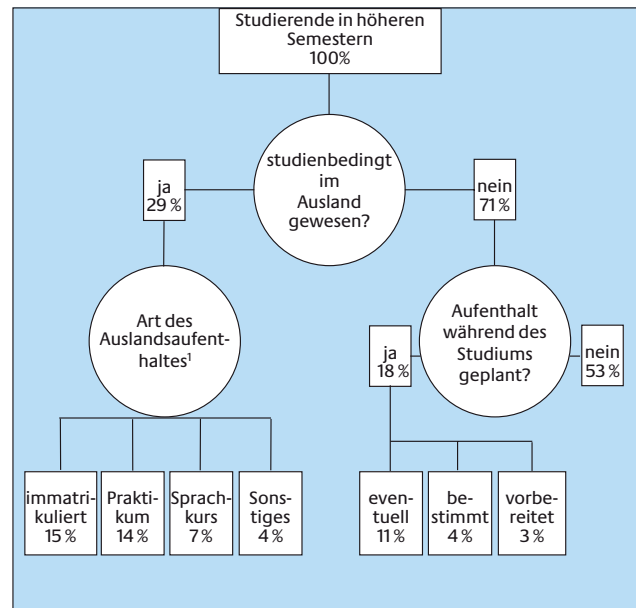 Studierende in höheren
Semestern
100%
studienbedingt
im
Ausland
gewesen?
ja
29 %
nein
71 %
Art des
Auslandsaufent-
haltes¹
Aufenthalt
während des
Studiums
geplant?
ja
18 %
nein
53 %
immatri-
kuliert
15 %
Prakti-
kum
14 %
Sprach-
kurs
7 %
Sons-
tiges
4 %
even-
tuell
11 %
be-
stimmt
4 %
vorbe-
reitet
3 %